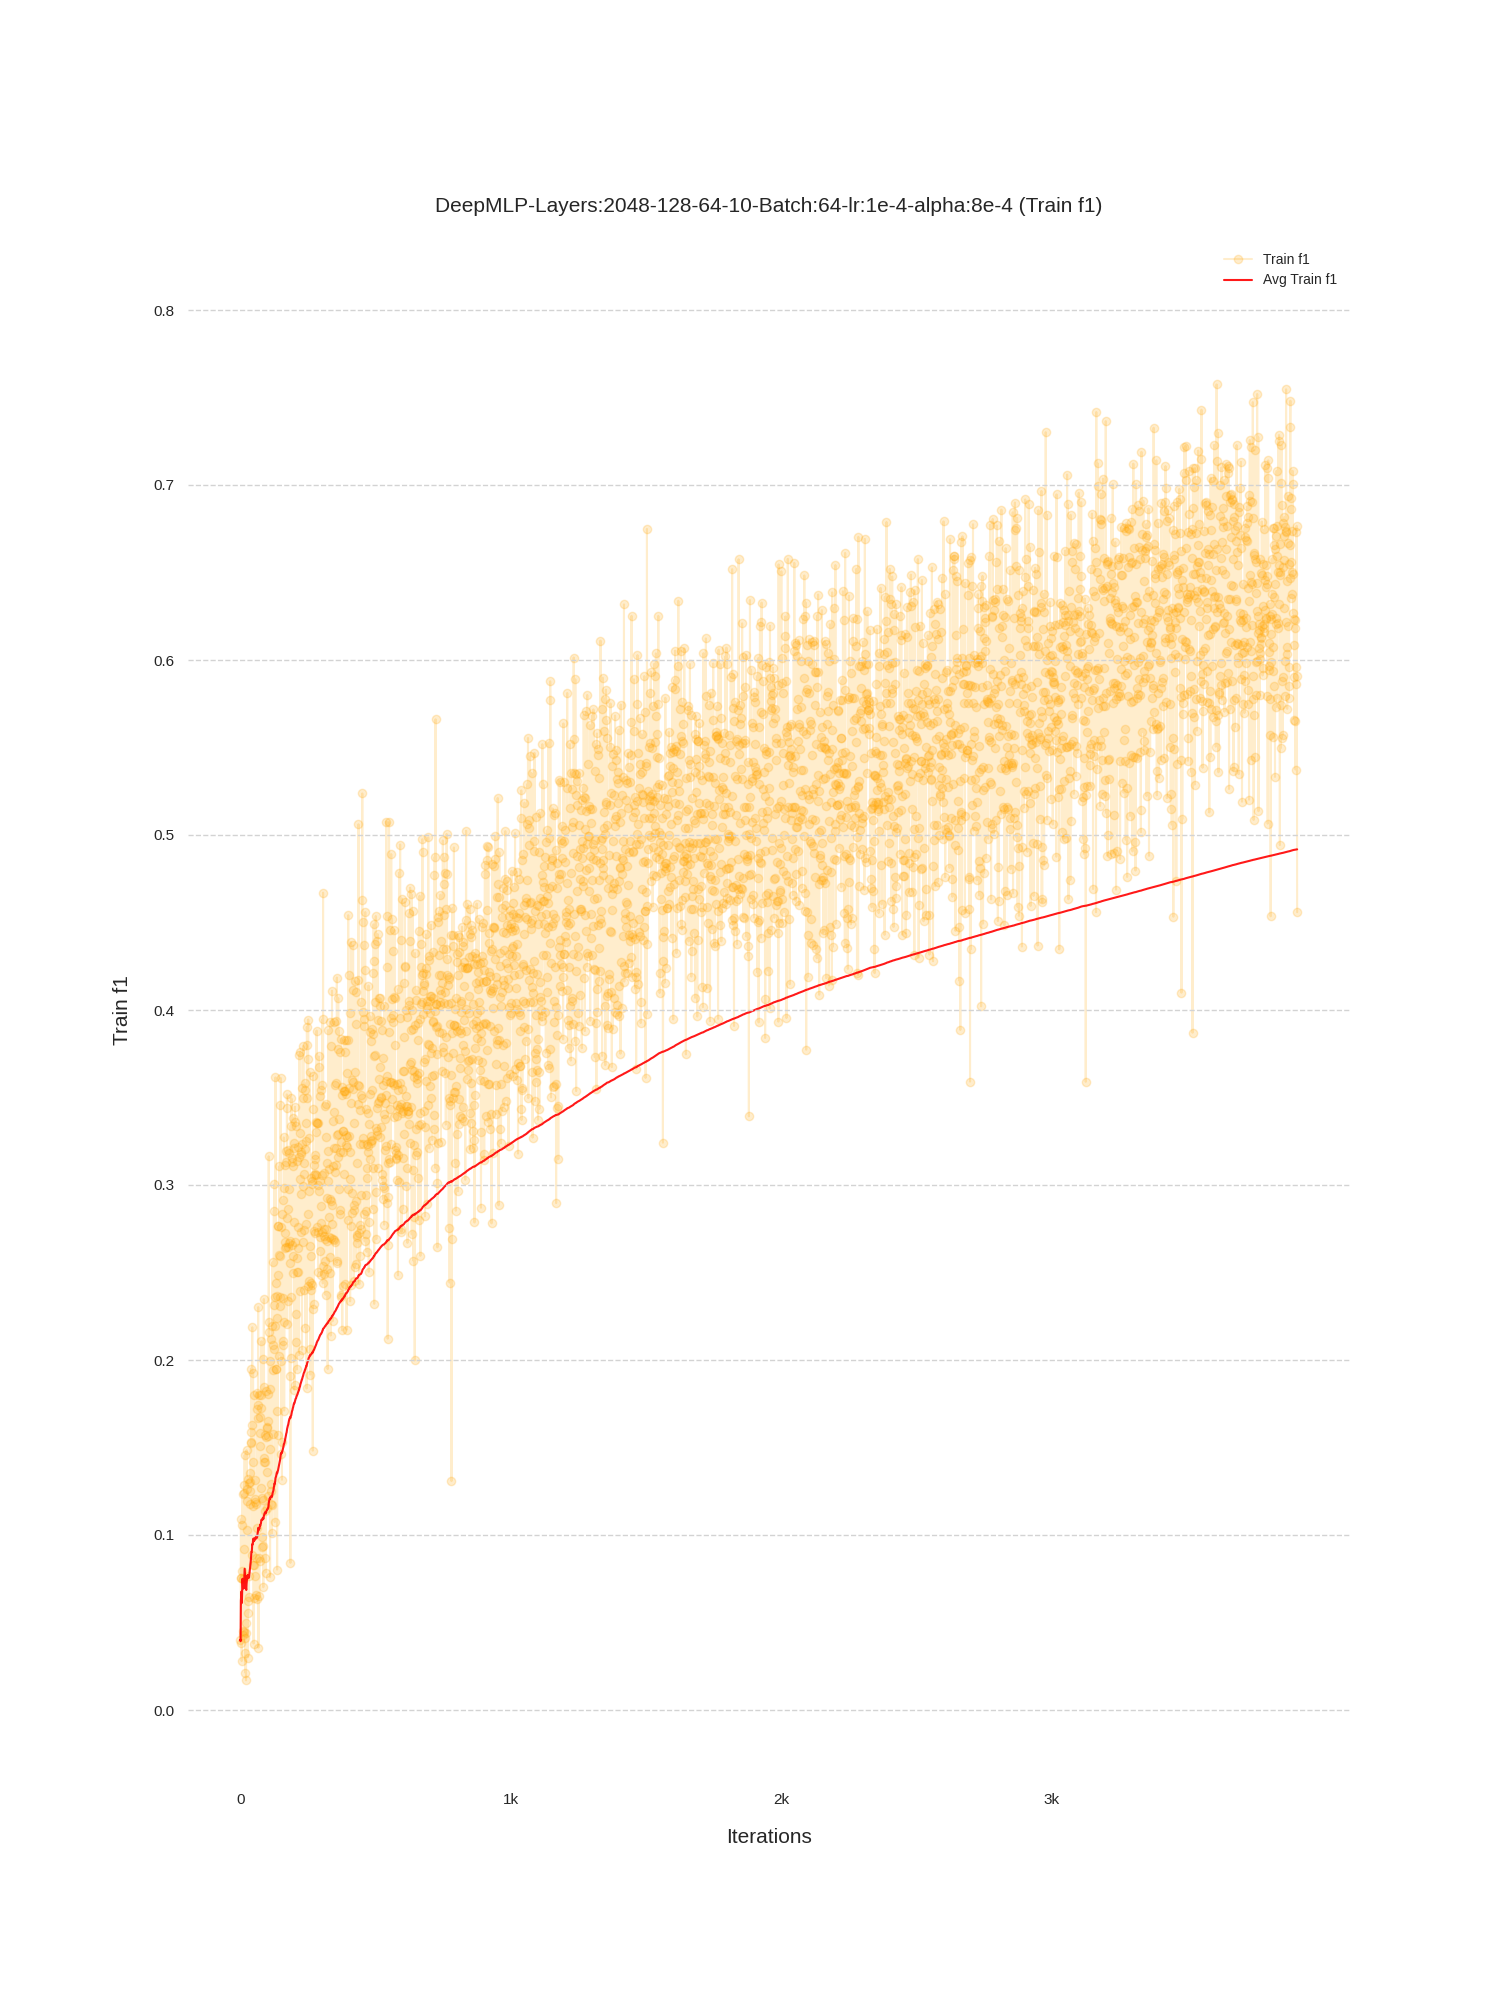 DeepMLP-Layers:2048-128-64-10-Batch:64-lr:1e-4-alpha:8e-4 (Train f1)
Train f1
Avg Train f1
0.8
0.7
0.6
0.5
0.4
0.3
0.2
0.1
0.0
Train f1
0 1k 2k 3k
Iterations